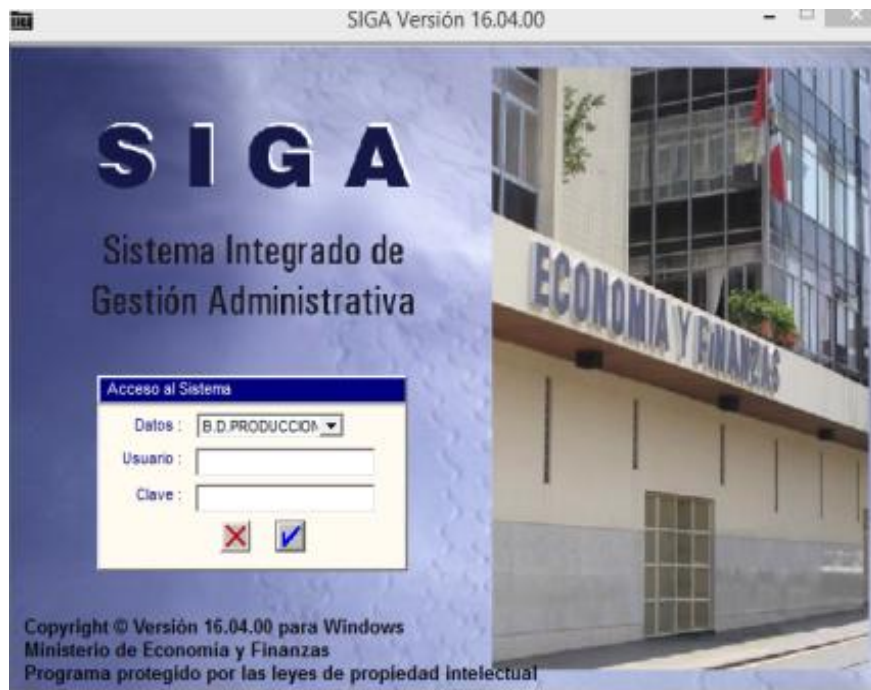 SIGA Versión 16.04.00
SIGA
Sistema Integrado de
Gestión Administrativa
ECONOMIA Y FINANZAS
Acceso al Sistema
Datos : B.D.PRODUCCION
Usuario :
Clave :
Copyright © Versión 16.04.00 para Windows
Ministerio de Economía y Finanzas
Programa protegido por las leyes de propiedad intelectual